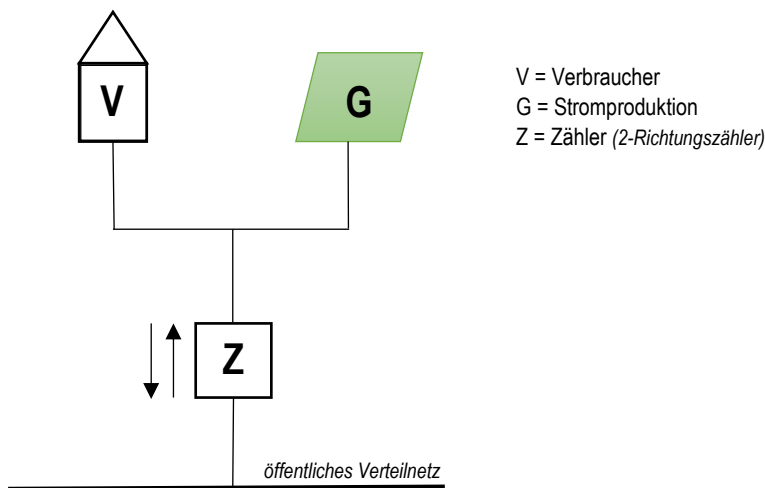 V
G
V = Verbraucher
G = Stromproduktion
Z = Zähler (2-Richtungszähler)
Z
öffentliches Verteilnetz